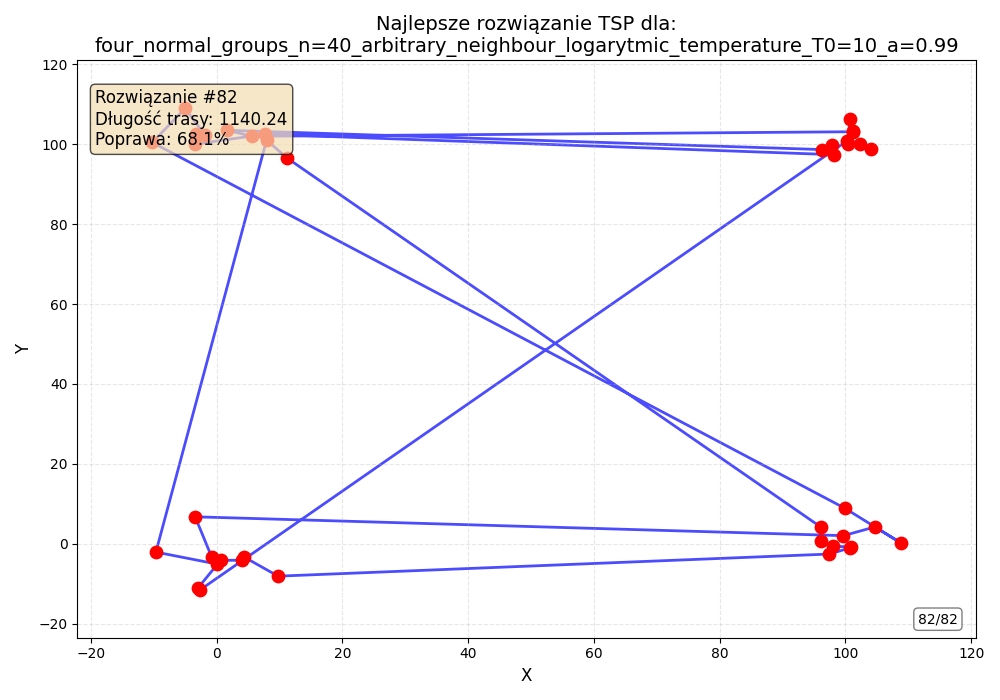 Najlepsze rozwiązanie TSP dla:
four_normal_groups_n=40_arbitrary_neighbour_logarytmic_temperature_T0=10_a=0.99
Rozwiązanie #82
Długość trasy: 1140.24
Poprawa: 68.1%
120
100
80
60
40
20
0
−20
Y
82/82
−20
0
20
40
60
80
100
120
X